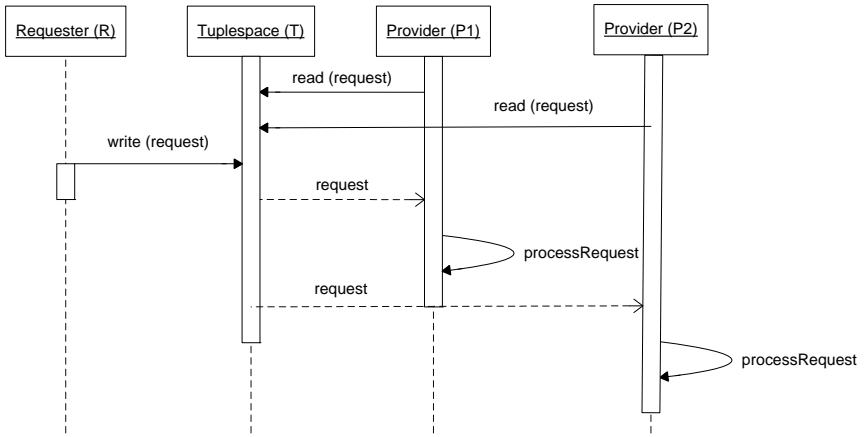 Requester (R)
Tuplespace (T)
Provider (P1)
Provider (P2)
read (request)
read (request)
write (request)
request
processRequest
request
processRequest